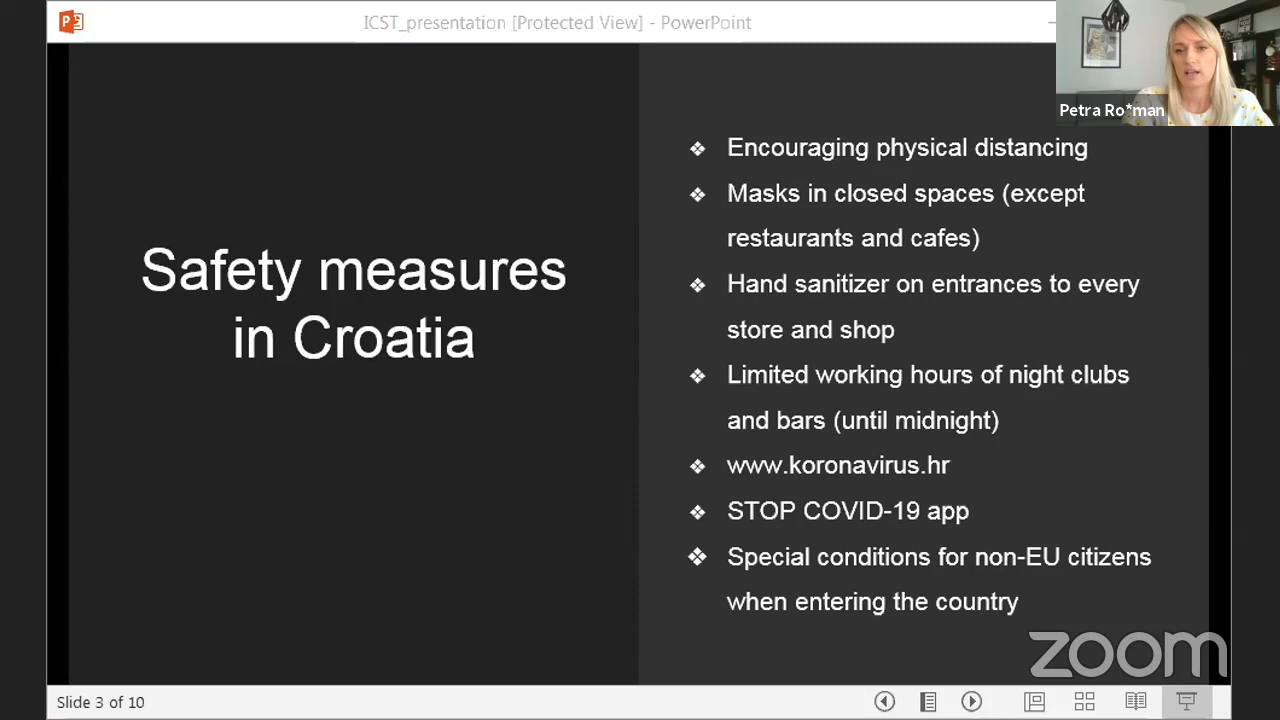 ICST_presentation [Protected View] - PowerPoint
Petra Ro*man
Safety measures
in Croatia
❖ Encouraging physical distancing
❖ Masks in closed spaces (except
restaurants and cafes)
❖ Hand sanitizer on entrances to every
store and shop
❖ Limited working hours of night clubs
and bars (until midnight)
❖ www.koronavirus.hr
❖ STOP COVID-19 app
❖ Special conditions for non-EU citizens
when entering the country
zoom
Slide 3 of 10